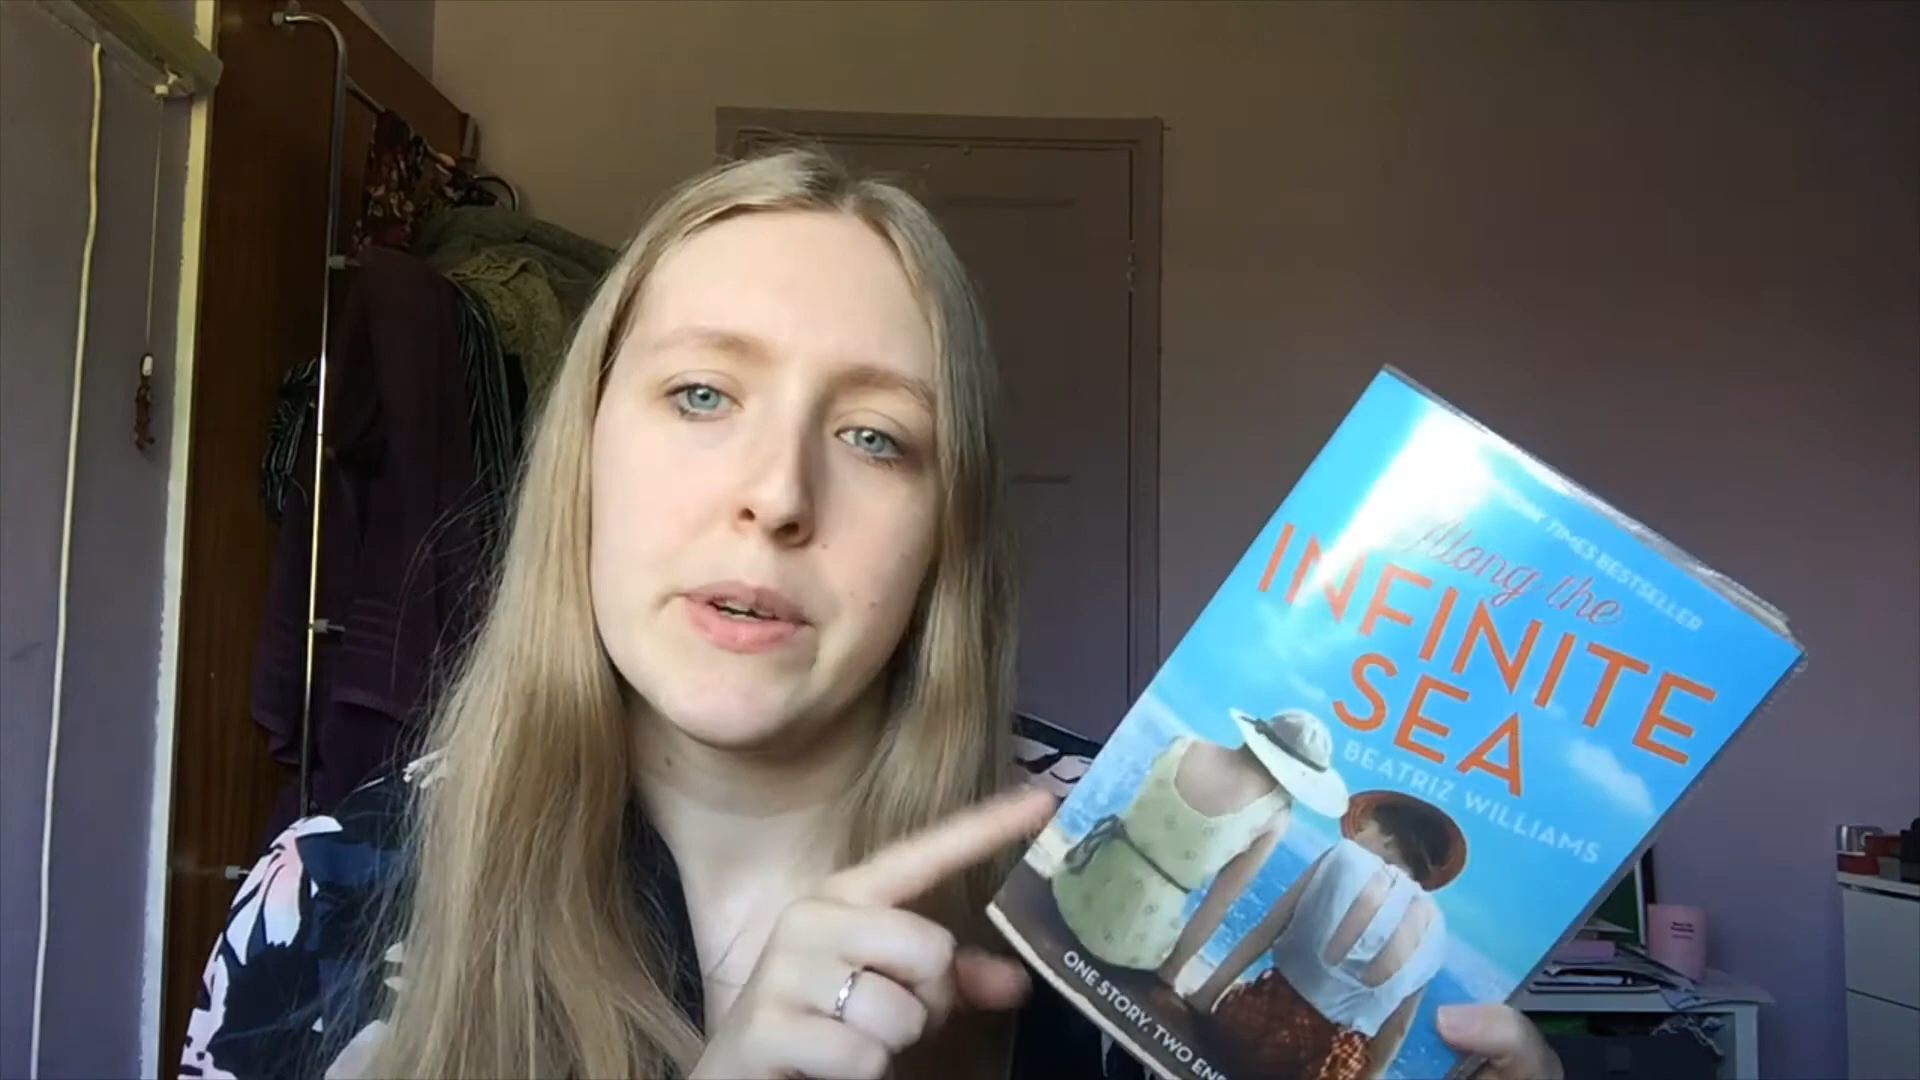 TIMES BESTSELLER
Along the
INFINITE
SEA
BEATRIZ WILLIAMS
ONE STORY. TWO